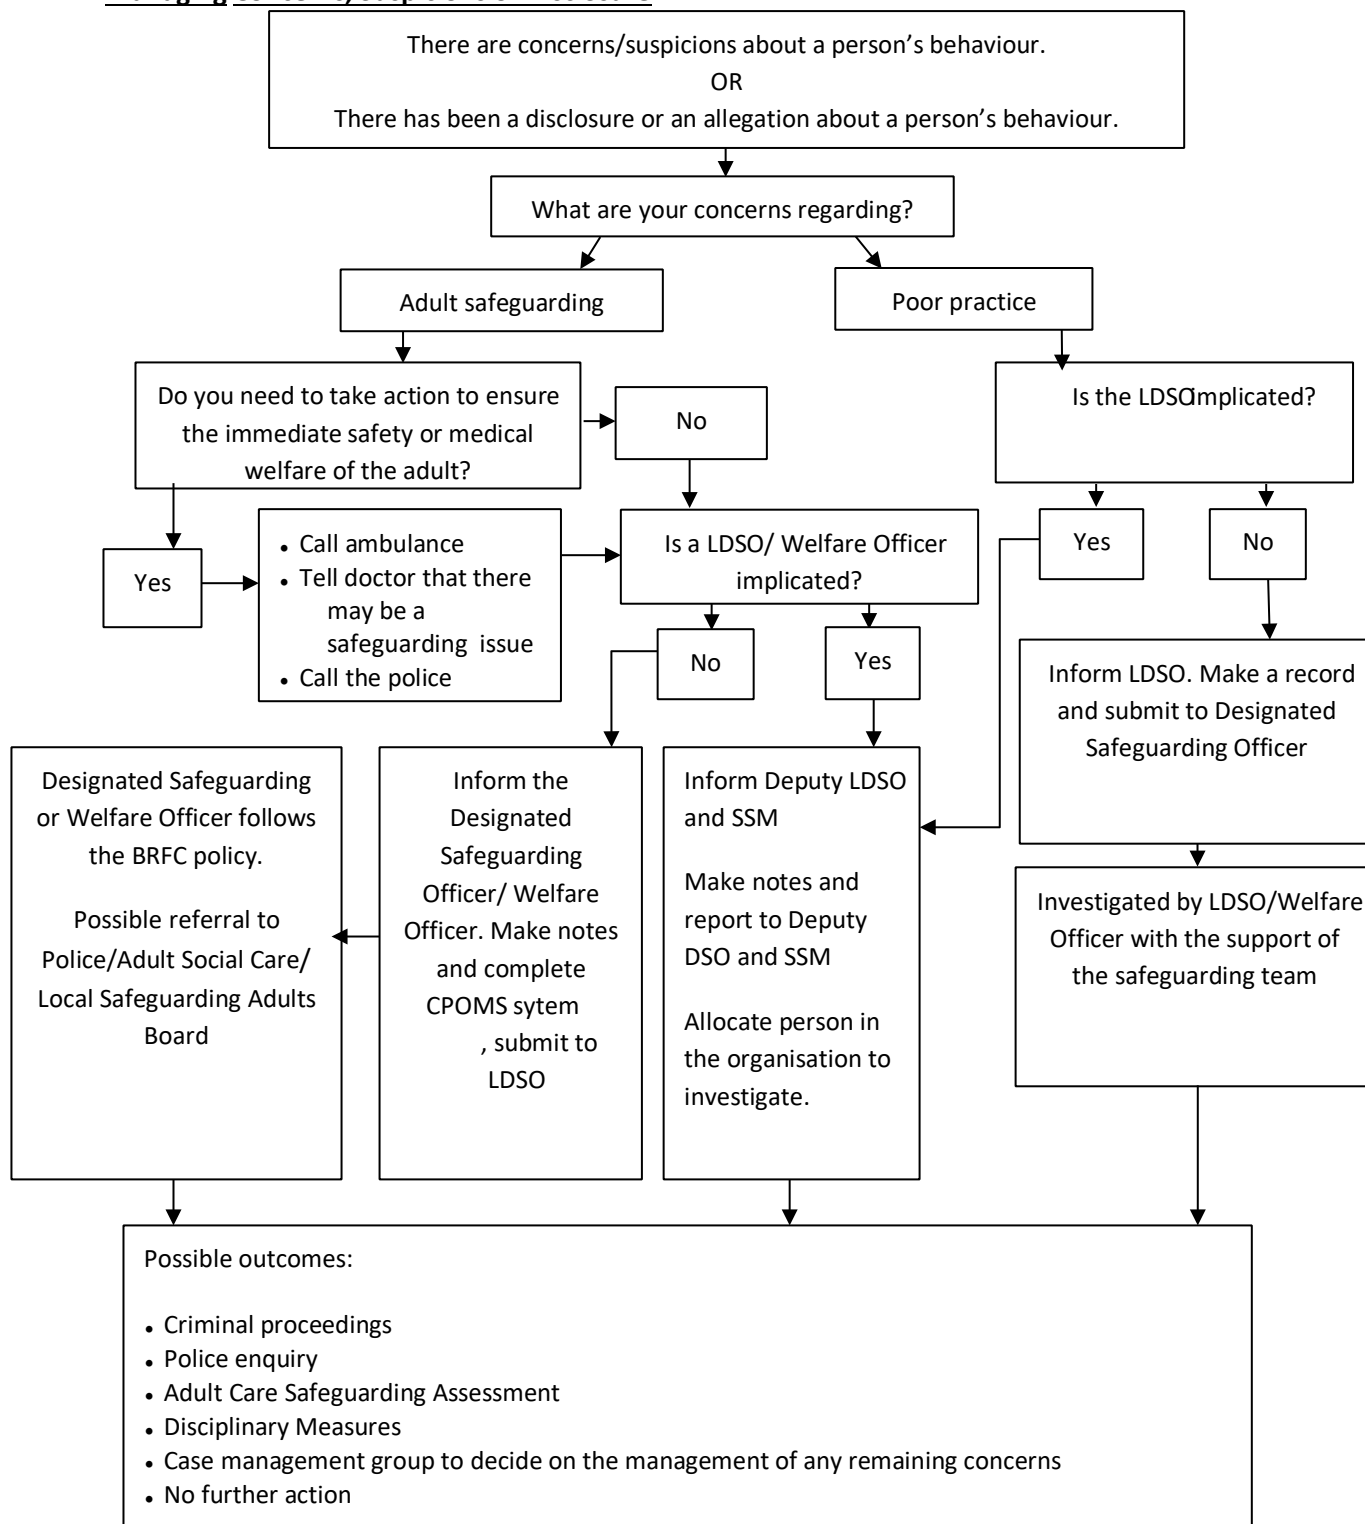 There are concerns/suspicions about a person's behaviour.
OR
There has been a disclosure or an allegation about a person's behaviour.
What are your concerns regarding?
Adult safeguarding
Poor practice
Do you need to take action to ensure
the immediate safety or medical
welfare of the adult?
No
Is the LDSO implicated?
Yes
• Call ambulance
• Tell doctor that there
may be a
safeguarding issue
• Call the police
Is a LDSO/ Welfare Officer
implicated?
Yes
No
No
Yes
Inform LDSO. Make a record
and submit to Designated
Safeguarding Officer
Designated Safeguarding
or Welfare Officer follows
the BRFC policy.
Possible referral to
Police/Adult Social Care/
Local Safeguarding Adults
Board
Inform the
Designated
Safeguarding
Officer/ Welfare
Officer. Make notes
and complete
CPOMS sytem
, submit to
LDSO
Inform Deputy LDSO
and SSM
Make notes and
report to Deputy
DSO and SSM
Allocate person in
the organisation to
investigate.
Investigated by LDSO/Welfare
Officer with the support of
the safeguarding team
Possible outcomes:
• Criminal proceedings
• Police enquiry
• Adult Care Safeguarding Assessment
• Disciplinary Measures
• Case management group to decide on the management of any remaining concerns
• No further action